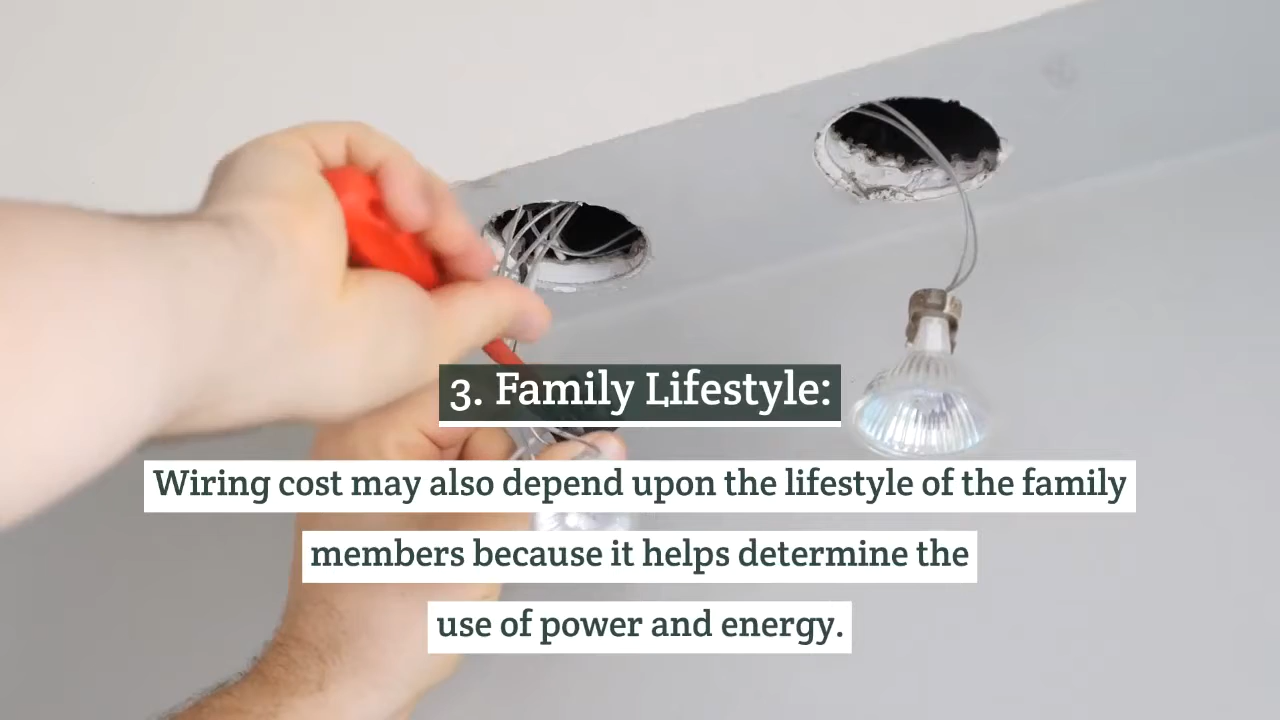 3. Family Lifestyle:
Wiring cost may also depend upon the lifestyle of the family
members because it helps determine the
use of power and energy.